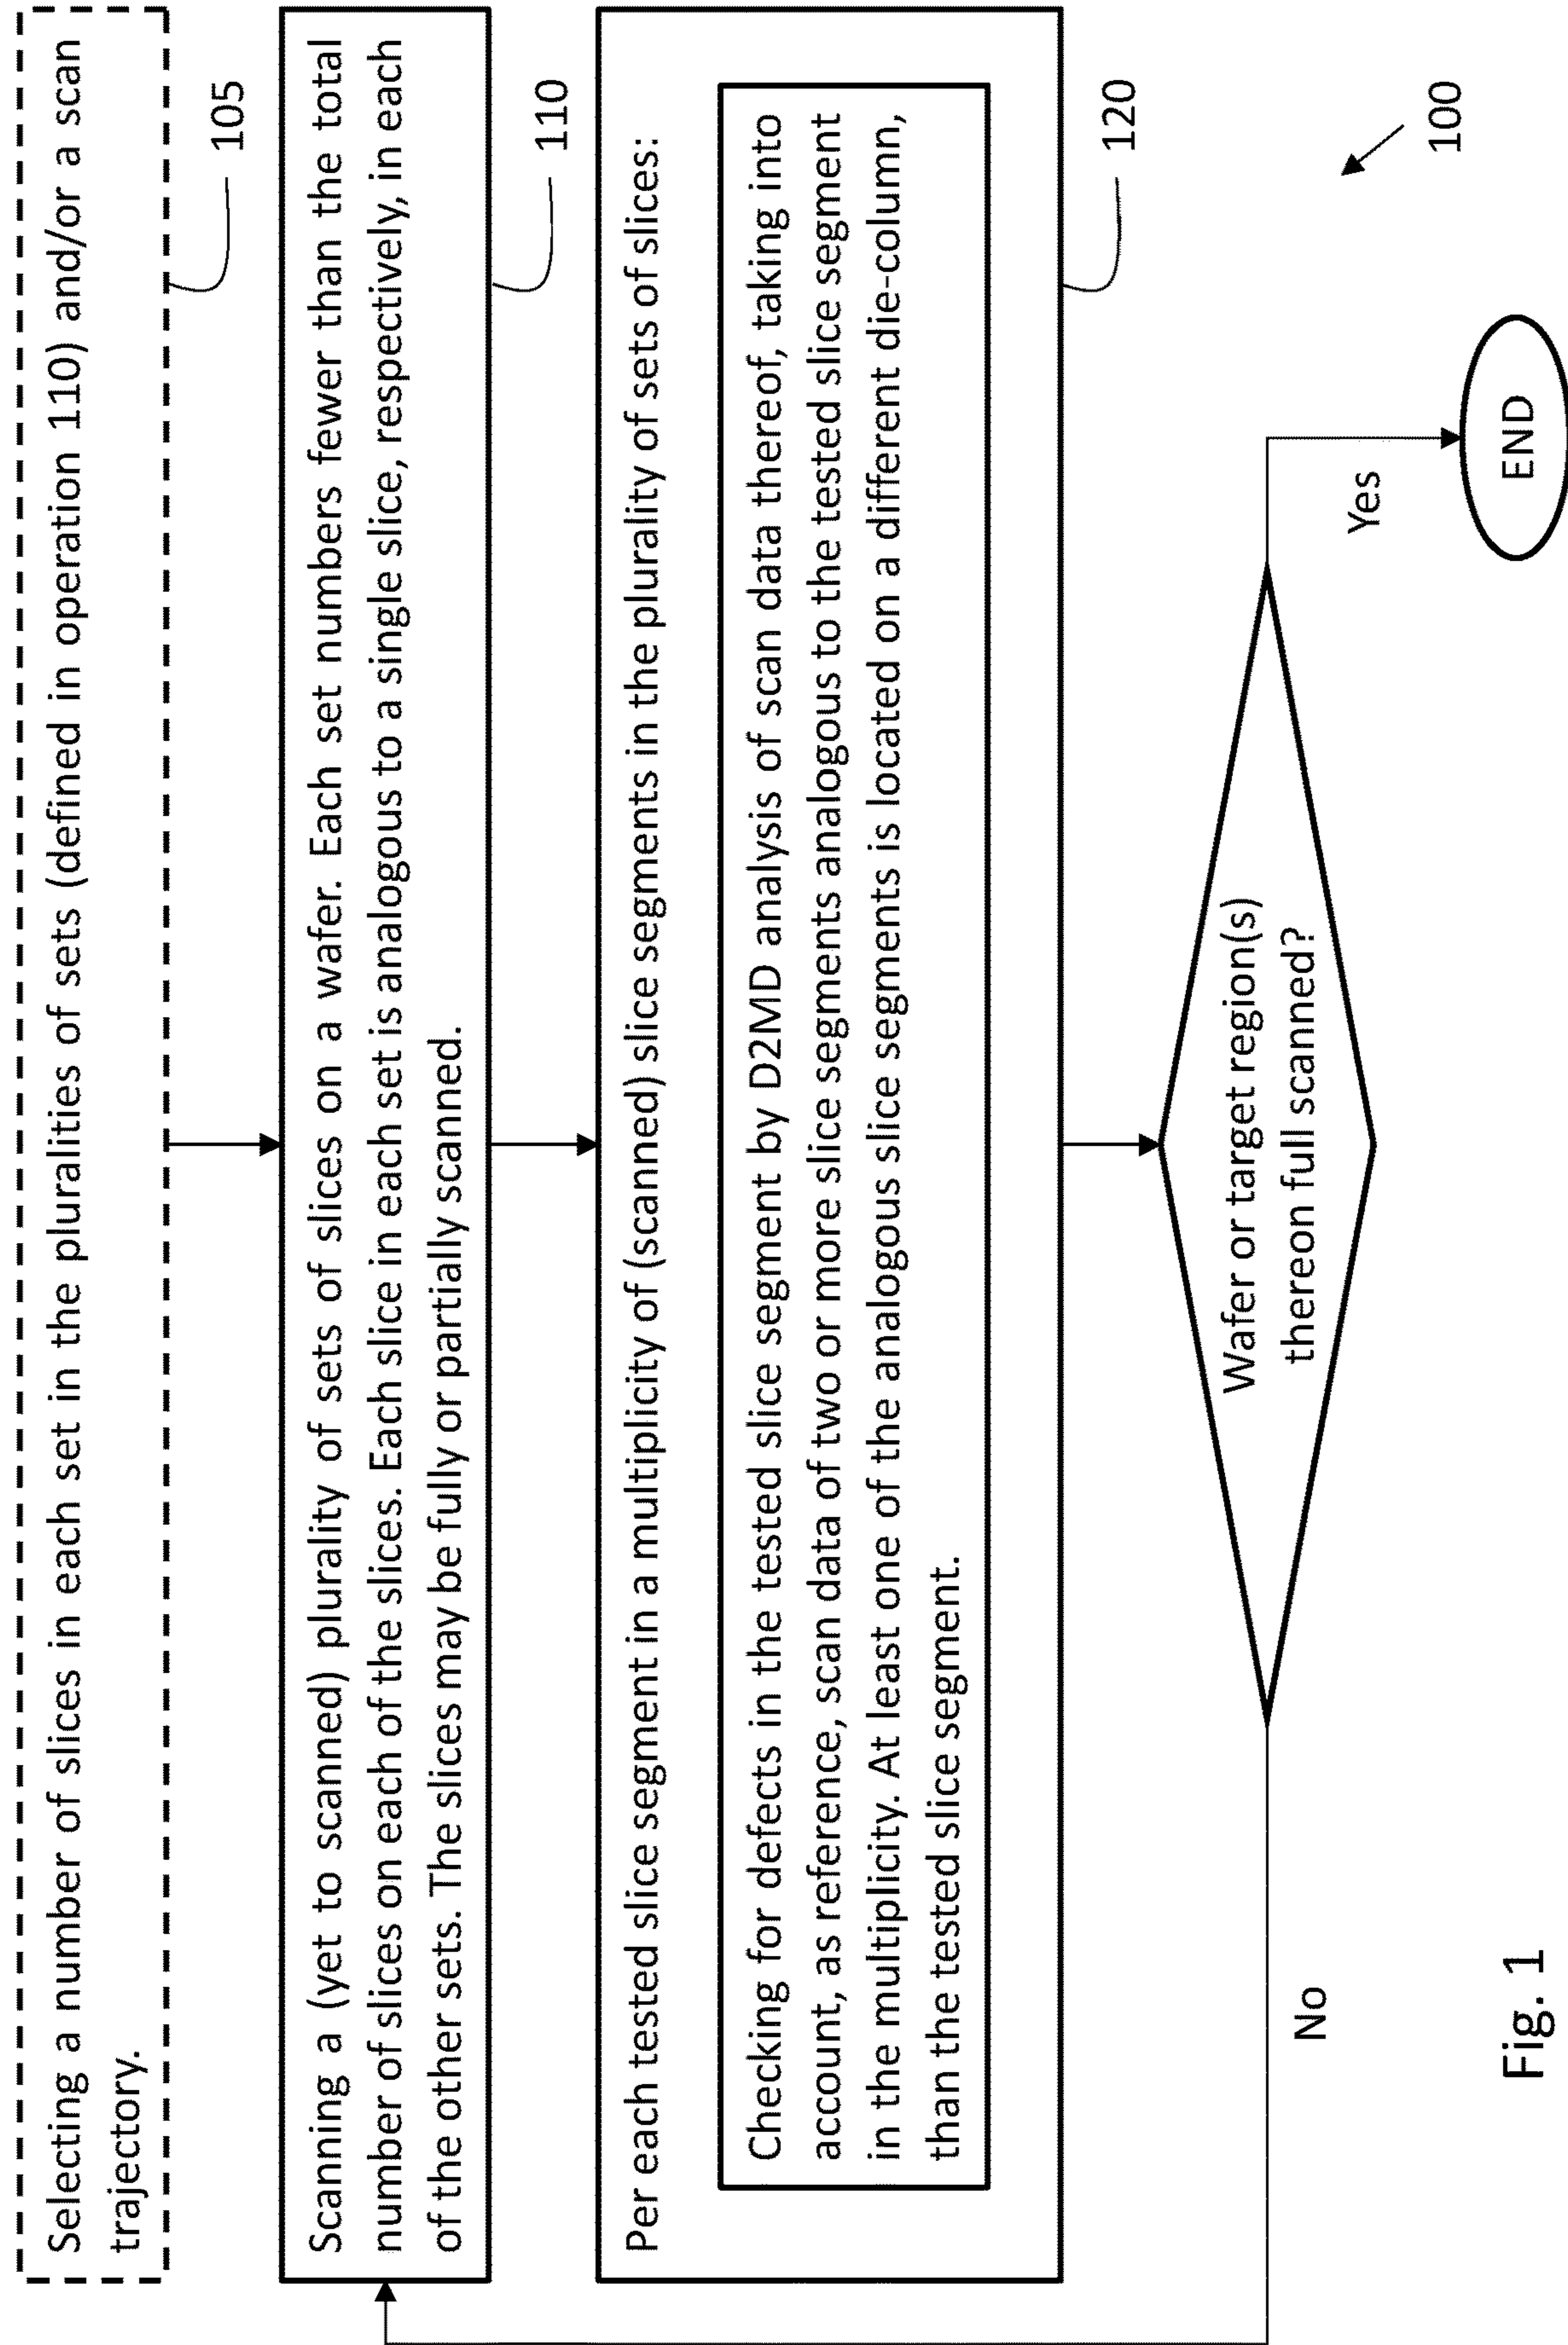 Selecting a number of slices in each set in the pluralities of sets (defined in operation 110) and/or a scan
trajectory.
105
Scanning a (yet to scanned) plurality of sets of slices on a wafer. Each set numbers fewer than the total
number of slices on each of the slices. Each slice in each set is analogous to a single slice, respectively, in each
of the other sets. The slices may be fully or partially scanned.
110
Per each tested slice segment in a multiplicity of (scanned) slice segments in the plurality of sets of slices:
Checking for defects in the tested slice segment by D2MD analysis of scan data thereof, taking into
account, as reference, scan data of two or more slice segments analogous to the tested slice segment
in the multiplicity. At least one of the analogous slice segments is located on a different die-column,
than the tested slice segment.
120
Wafer or target region(s)
thereon full scanned?
No
Yes
END
100
Fig. 1